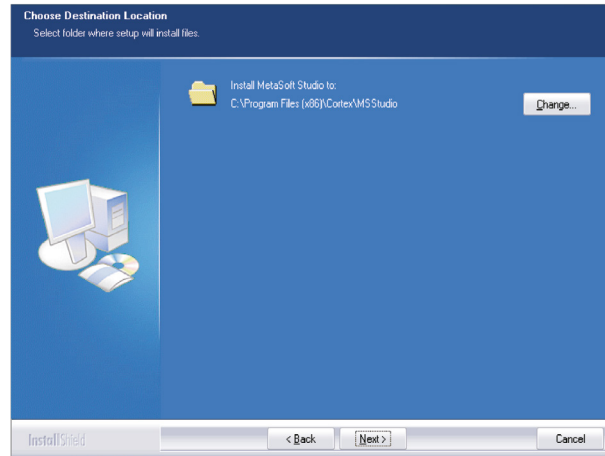 Choose Destination Location
Select folder where setup will install files.
Install MetaSoft Studio to:
C:\Program Files (x86)\Cortex\MSStudio
Change...
InstallShield
< Back
Next >
Cancel